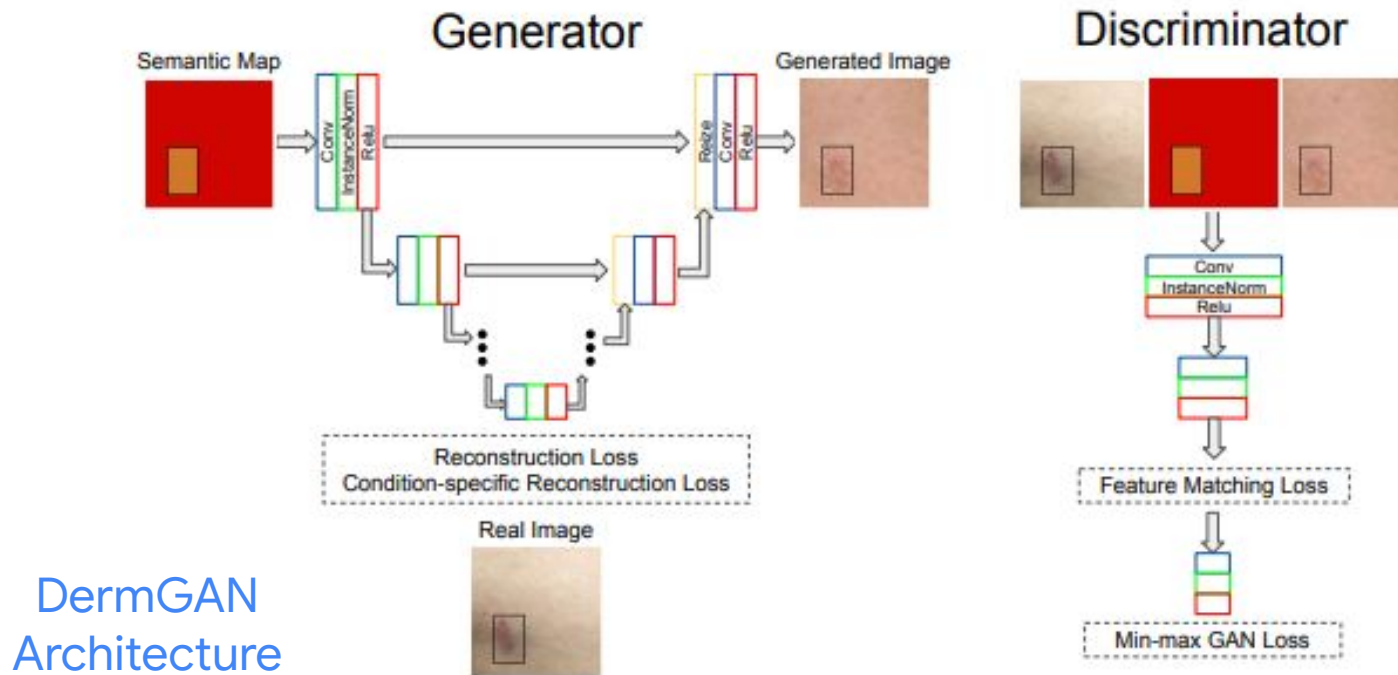 Generator
Discriminator
Semantic Map
Generated Image
Conv
InstanceNorm
Relu
Reize
Conv
Relu
Conv
InstanceNorm
Relu
Reconstruction Loss
Condition-specific Reconstruction Loss
Feature Matching Loss
Real Image
Min-max GAN Loss
DermGAN
Architecture